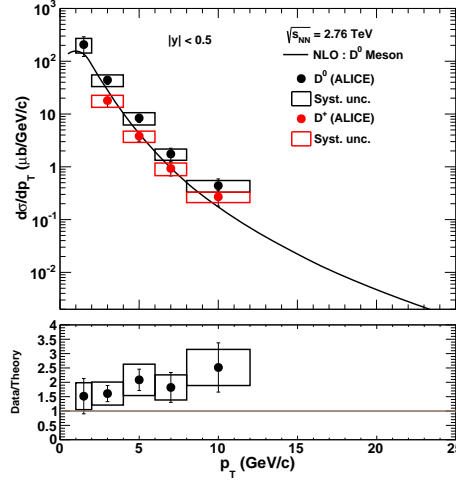 |y| < 0.5
√s_NN = 2.76 TeV
NLO : D⁰ Meson
D⁰ (ALICE)
Syst. unc.
D⁺ (ALICE)
Syst. unc.
dσ/dp_T (μb/GeV/c)
10³
10²
10
1
10⁻¹
10⁻²
Data/Theory
4
3.5
3
2.5
2
1.5
1
0.5
0
0 5 10 15 20 25
p_T (GeV/c)